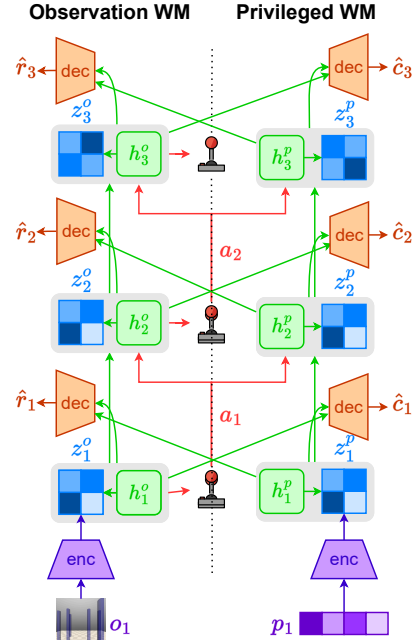 Observation WM Privileged WM
r̂₃ dec dec ĉ₃
z₃ᵒ z₃ᵖ
h₃ᵒ h₃ᵖ
r̂₂ dec a₂ dec ĉ₂
z₂ᵒ z₂ᵖ
h₂ᵒ h₂ᵖ
r̂₁ dec a₁ dec ĉ₁
z₁ᵒ z₁ᵖ
h₁ᵒ h₁ᵖ
enc enc
o₁ p₁